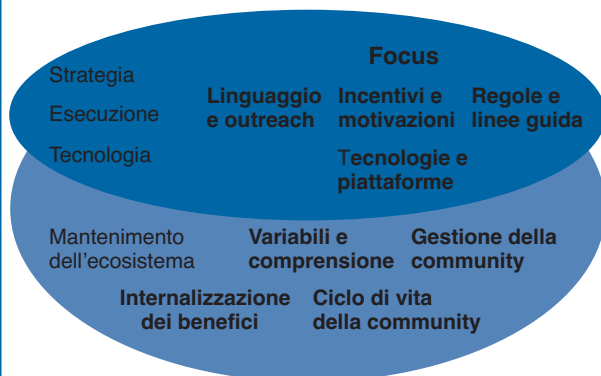 Focus
Strategia
Esecuzione
Linguaggio e outreach
Incentivi e motivazioni
Regole e linee guida
Tecnologia
Tecnologie e piattaforme
Mantenimento dell'ecosistema
Variabili e comprensione
Gestione della community
Internalizzazione dei benefici
Ciclo di vita della community